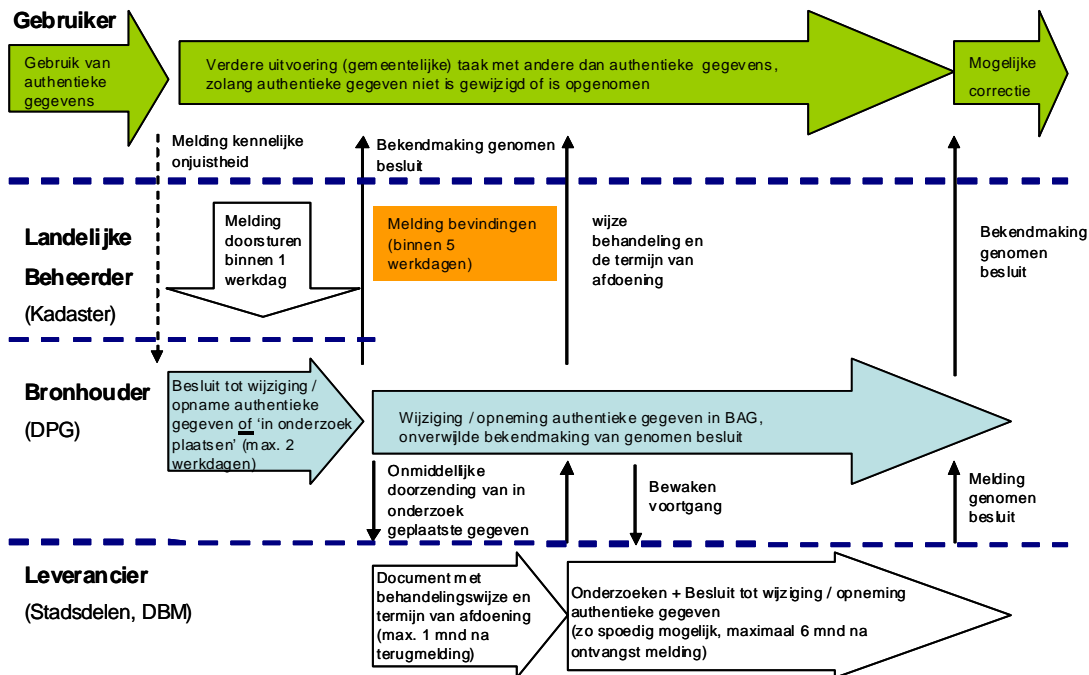 Gebruiker
Gebruik van
authentieke
gegevens
Verdere uitvoering (gemeentelijke) taak met andere dan authentieke gegevens,
zolang authentieke gegeven niet is gewijzigd of is opgenomen
Mogelijke
correctie
Melding kennelijke
onjuistheid
Bekendmaking genomen
besluit
Landelijke
Beheerder
(Kadaster)
Melding
doorsturen
binnen 1
werkdag
Melding bevindingen
(binnen 5
werkdagen)
wijze
behandeling en
de termijn van
afdoening
Bekendmaking
genomen
besluit
Bronhouder
(DPG)
Besluit tot wijziging /
opname authentieke
gegeven of ‘in onderzoek
plaatsen’ (max. 2
werkdagen)
Wijziging / opneming authentieke gegeven in BAG,
onverwijlde bekendmaking van genomen besluit
Onmiddellijke
doorzending van in
onderzoek
geplaatste gegeven
Bewaken
voortgang
Melding
genomen
besluit
Leverancier
(Stadsdelen, DBM)
Document met
behandelingswijze en
termijn van afdoening
(max. 1 mnd na
terugmelding)
Onderzoeken + Besluit tot wijziging / opneming
authentieke gegeven
(zo spoedig mogelijk, maximaal 6 mnd na
ontvangst melding)